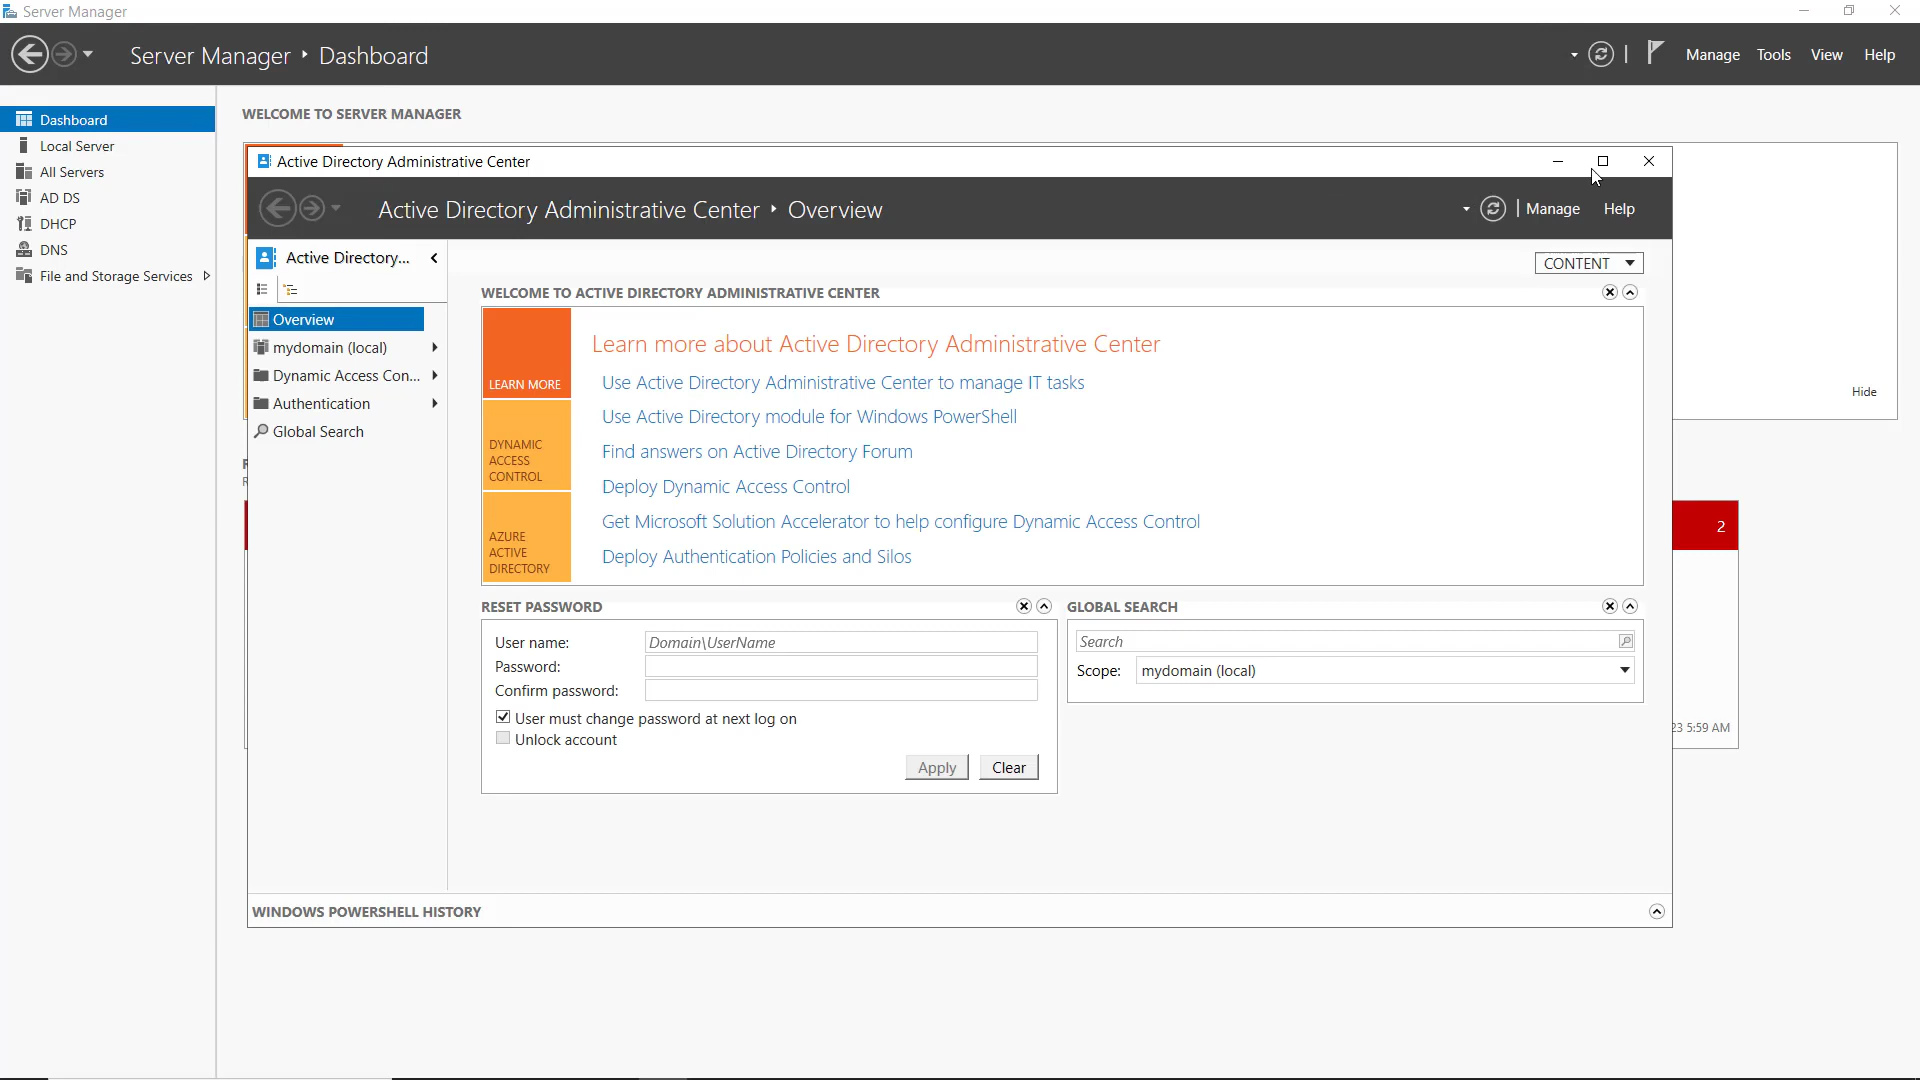 Server Manager
Server Manager Dashboard
Manage Tools View Help
Dashboard
Local Server
All Servers
AD DS
DHCP
DNS
File and Storage Services
WELCOME TO SERVER MANAGER
Hide
2
23 5:59 AM
Active Directory Administrative Center
Active Directory Administrative Center Overview
Manage Help
Active Directory...
Overview
mydomain (local)
Dynamic Access Con...
Authentication
Global Search
CONTENT
WELCOME TO ACTIVE DIRECTORY ADMINISTRATIVE CENTER
LEARN MORE
DYNAMIC
ACCESS
CONTROL
AZURE
ACTIVE
DIRECTORY
Learn more about Active Directory Administrative Center
Use Active Directory Administrative Center to manage IT tasks
Use Active Directory module for Windows PowerShell
Find answers on Active Directory Forum
Deploy Dynamic Access Control
Get Microsoft Solution Accelerator to help configure Dynamic Access Control
Deploy Authentication Policies and Silos
RESET PASSWORD
User name: Domain\UserName
Password:
Confirm password:
User must change password at next log on
Unlock account
Apply Clear
GLOBAL SEARCH
Search
Scope: mydomain (local)
WINDOWS POWERSHELL HISTORY